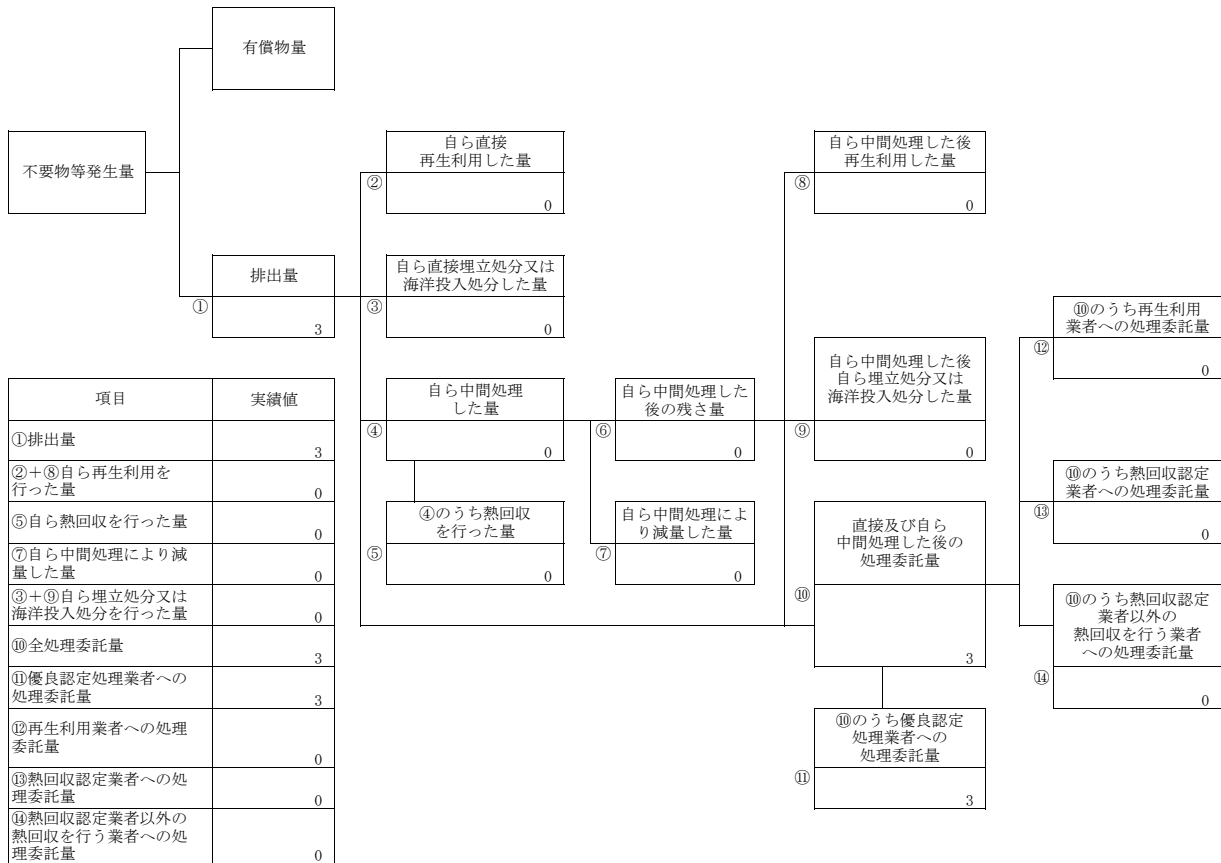 有償物量
不要物等発生量
自ら直接
再生利用した量
②
0
自ら中間処理した後
再生利用した量
⑧
0
排出量
①
3
自ら直接埋立処分又は
海洋投入処分した量
③
0
⑩のうち再生利用
業者への処理委託量
⑫
0
自ら中間処理
した量
④
0
自ら中間処理した
後の残さ量
⑥
0
自ら中間処理した後
自ら埋立処分又は
海洋投入処分した量
⑨
0
⑩のうち熱回収認定
業者への処理委託量
⑬
0
④のうち熱回収
を行った量
⑤
0
自ら中間処理によ
り減量した量
⑦
0
直接及び自ら
中間処理した後の
処理委託量
⑩
3
⑩のうち熱回収認定
業者以外の
熱回収を行う業者
への処理委託量
⑭
0
⑩のうち優良認定
処理業者への
処理委託量
⑪
3
項目 実績値
①排出量 3
②＋⑧自ら再生利用を
行った量 0
⑤自ら熱回収を行った量 0
⑦自ら中間処理により減
量した量 0
③＋⑨自ら埋立処分又は
海洋投入処分を行った量 0
⑩全処理委託量 3
⑪優良認定処理業者への
処理委託量 3
⑫再生利用業者への処理
委託量 0
⑬熱回収認定業者への処
理委託量 0
⑭熱回収認定業者以外の
熱回収を行う業者への処
理委託量 0